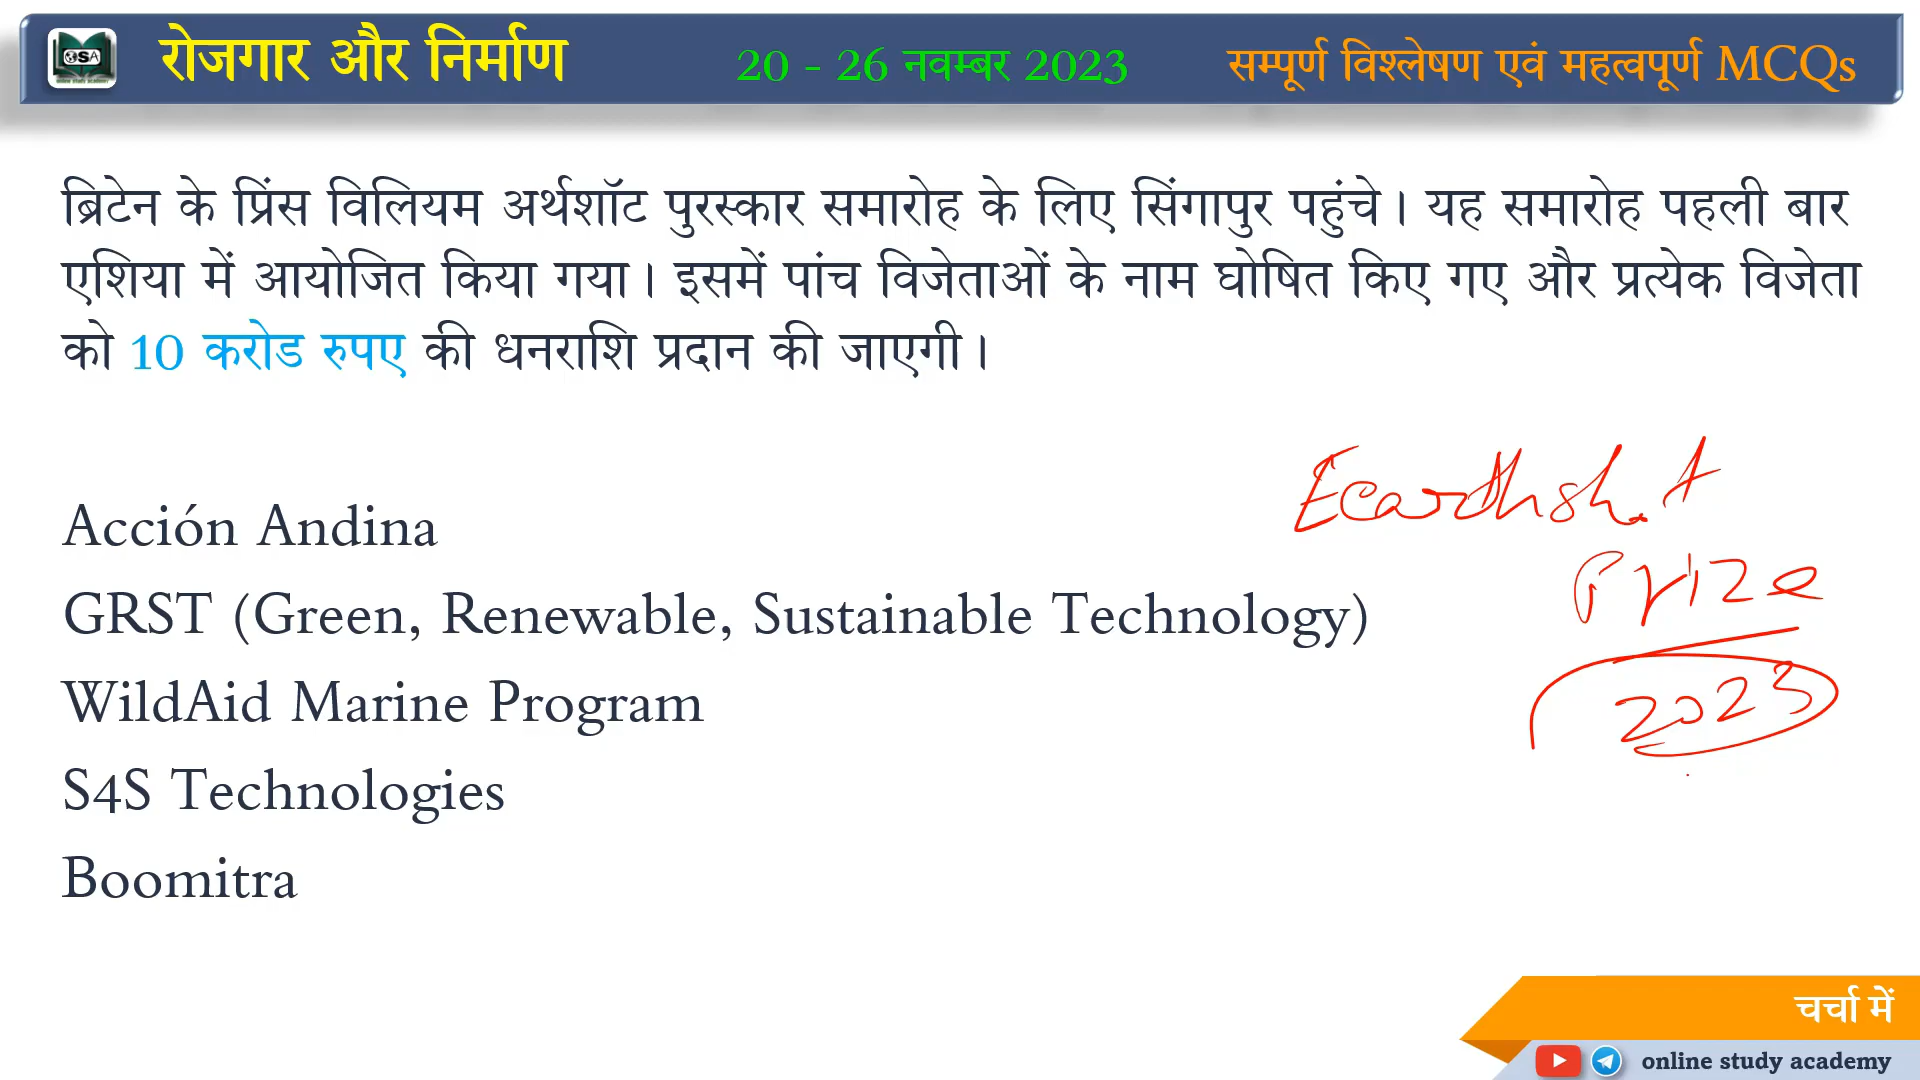 OSA
रोजगार और निर्माण
20 - 26 नवम्बर 2023
सम्पूर्ण विश्लेषण एवं महत्वपूर्ण MCQs
ब्रिटेन के प्रिंस विलियम अर्थशॉट पुरस्कार समारोह के लिए सिंगापुर पहुंचे। यह समारोह पहली बार
एशिया में आयोजित किया गया। इसमें पांच विजेताओं के नाम घोषित किए गए और प्रत्येक विजेता
को 10 करोड रुपए की धनराशि प्रदान की जाएगी।
Acción Andina
GRST (Green, Renewable, Sustainable Technology)
WildAid Marine Program
S4S Technologies
Boomitra
Prize
2023
चर्चा में
online study academy